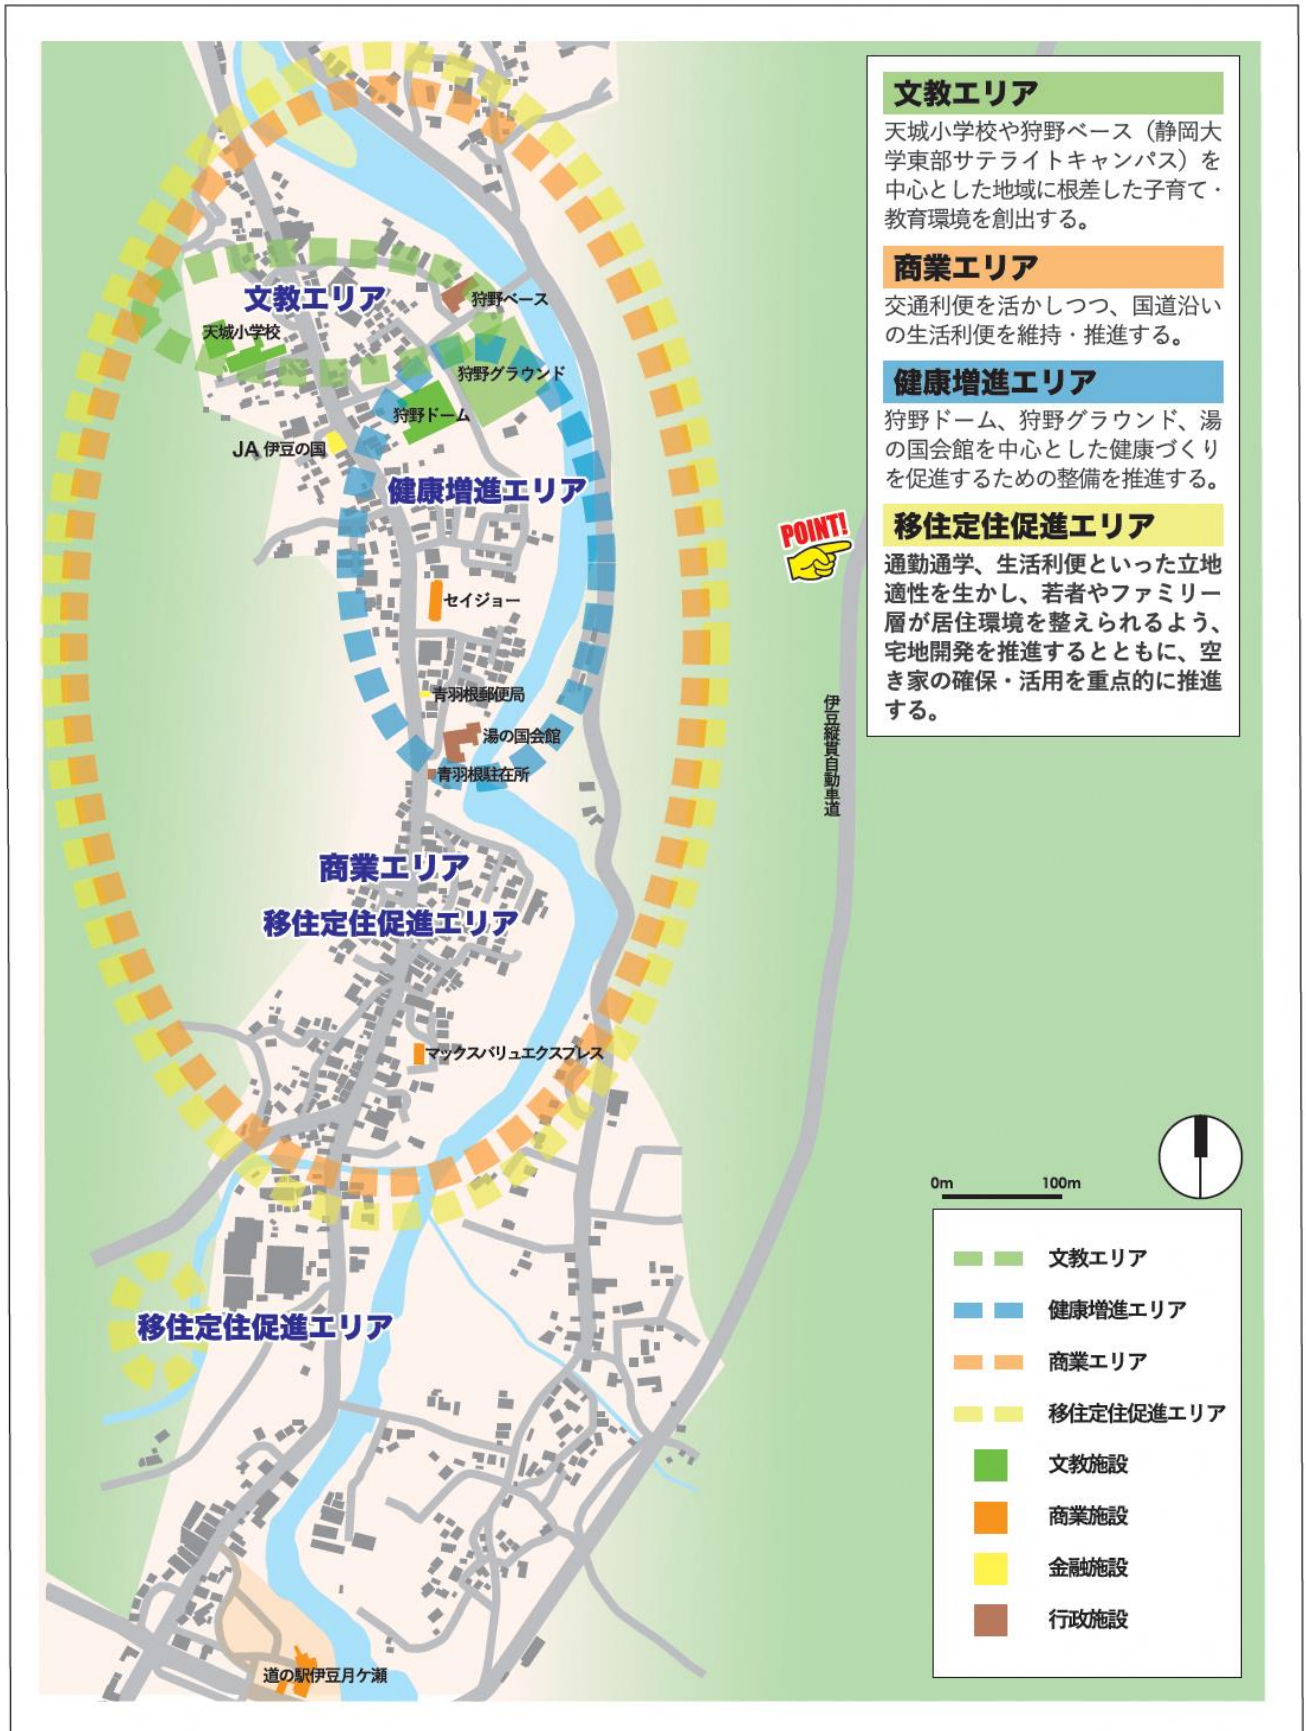 文教エリア
天城小学校や狩野ベース（静岡大
学東部サテライトキャンパス）を
中心とした地域に根差した子育て・
教育環境を創出する。
商業エリア
交通利便を活かしつつ、国道沿い
の生活利便を維持・推進する。
健康増進エリア
狩野ドーム、狩野グラウンド、湯
の国会館を中心とした健康づくり
を促進するための整備を推進する。
移住定住促進エリア
通勤通学、生活利便といった立地
適性を生かし、若者やファミリー
層が居住環境を整えられるよう、
宅地開発を推進するとともに、空
き家の確保・活用を重点的に推進
する。
POINT!
文教エリア
狩野ベース
天城小学校
狩野グラウンド
狩野ドーム
JA 伊豆の国
健康増進エリア
セイジョー
青羽根郵便局
湯の国会館
青羽根駐在所
伊豆縦貫自動車道
商業エリア
移住定住促進エリア
マックスバリュエクスプレス
移住定住促進エリア
道の駅伊豆月ケ瀬
0m 100m
文教エリア
健康増進エリア
商業エリア
移住定住促進エリア
文教施設
商業施設
金融施設
行政施設